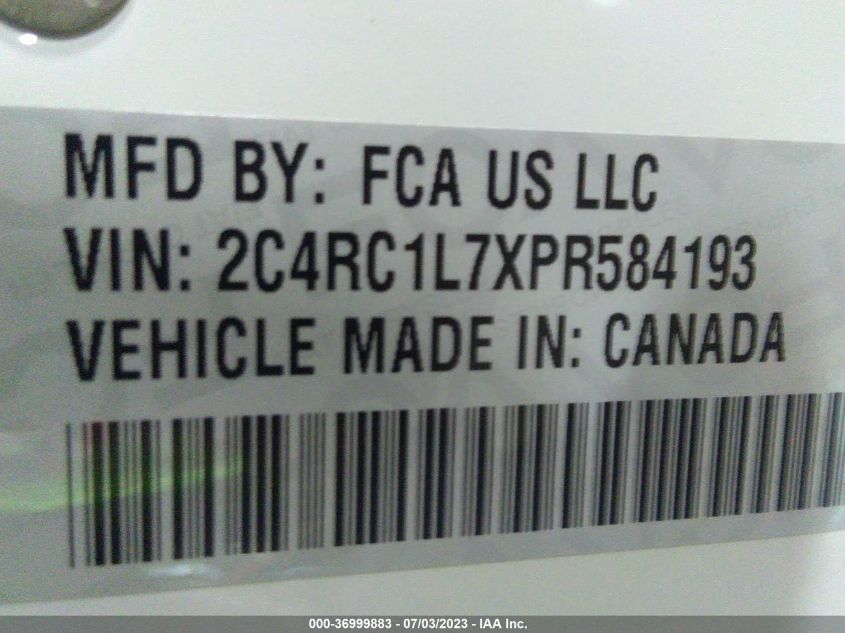 MFD BY: FCA US LLC
VIN: 2C4RC1L7XPR584193
VEHICLE MADE IN: CANADA
000-36999883 - 07/03/2023 - IAA Inc.